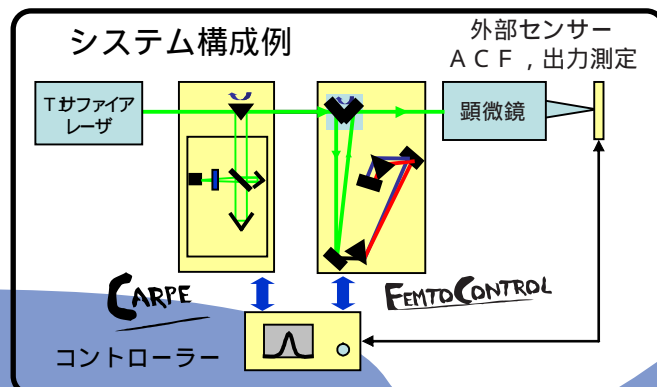 システム構成例
外部センサー
ACF,出力測定
Tiサファイア
レーザ
顕微鏡
CARPE
FEMTOCONTROL
コントローラー